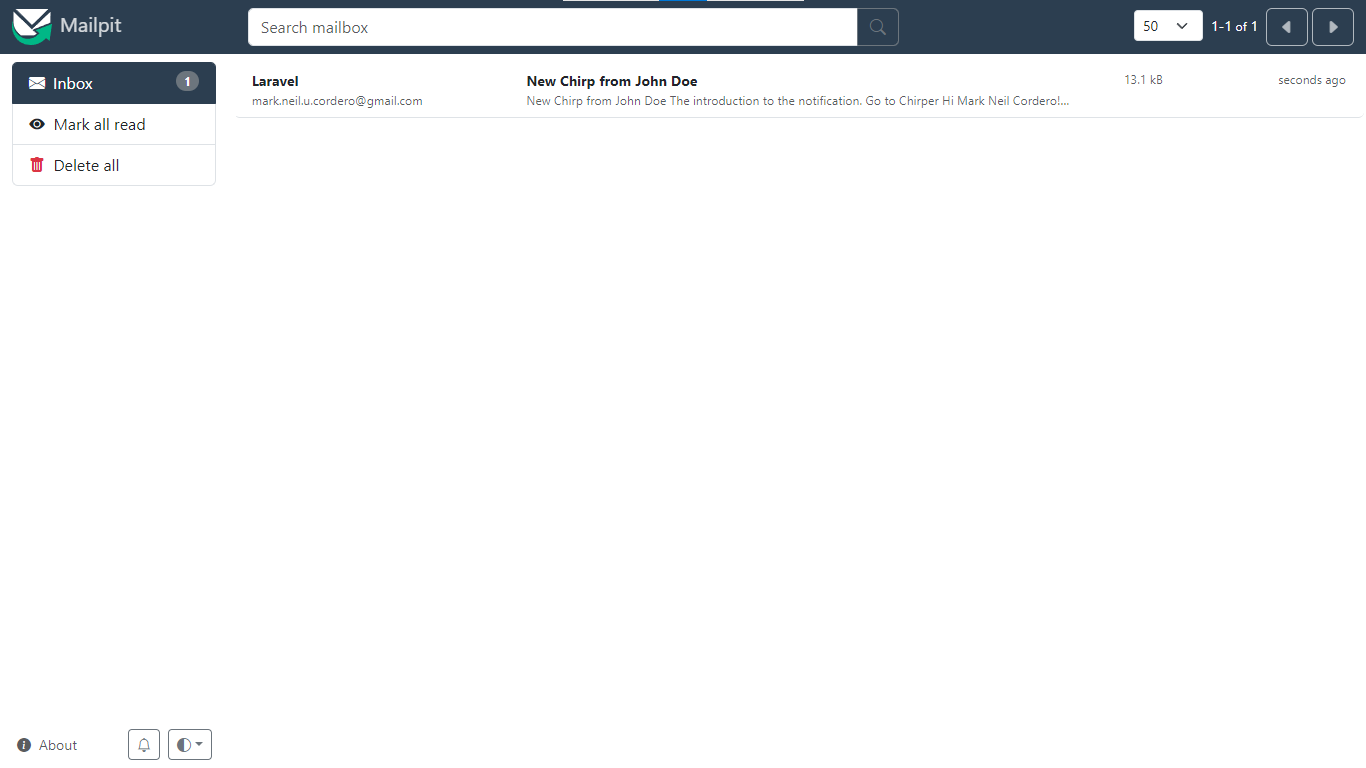 Mailpit
Search mailbox
50
1-1 of 1
Inbox
1
Mark all read
Delete all
Laravel
mark.neil.u.cordero@gmail.com
New Chirp from John Doe
New Chirp from John Doe The introduction to the notification. Go to Chirper Hi Mark Neil Cordero!...
13.1 kB
seconds ago
About